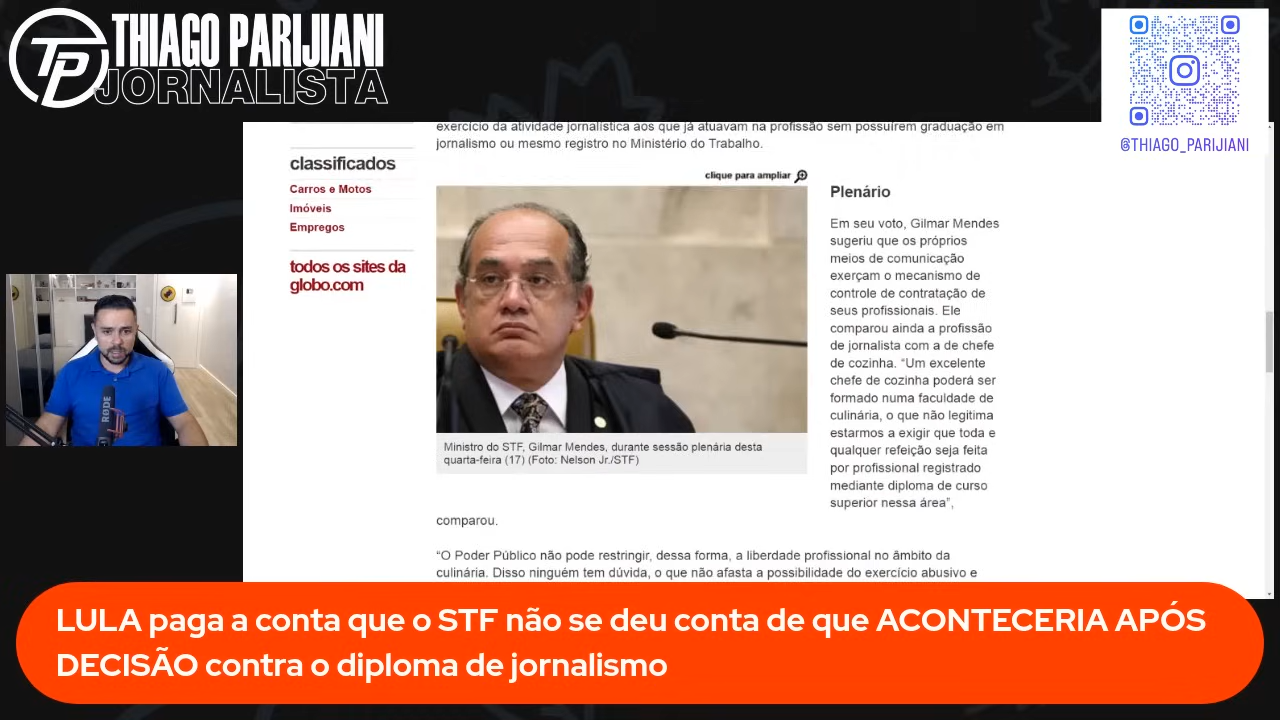 TP
THIAGO PARIJIANI
JORNALISTA
@THIAGO_PARIJIANI
exercício da atividade jornalística aos que já atuavam na profissão sem possuírem graduação em
jornalismo ou mesmo registro no Ministério do Trabalho.
classificados
Carros e Motos
Imóveis
Empregos
todos os sites da
globo.com
clique para ampliar
Ministro do STF, Gilmar Mendes, durante sessão plenária desta
quarta-feira (17) (Foto: Nelson Jr./STF)
Plenário
Em seu voto, Gilmar Mendes
sugeriu que os próprios
meios de comunicação
exerçam o mecanismo de
controle de contratação de
seus profissionais. Ele
comparou ainda a profissão
de jornalista com a de chefe
de cozinha. “Um excelente
chefe de cozinha poderá ser
formado numa faculdade de
culinária, o que não legitima
estarmos a exigir que toda e
qualquer refeição seja feita
por profissional registrado
mediante diploma de curso
superior nessa área”,
comparou.
“O Poder Público não pode restringir, dessa forma, a liberdade profissional no âmbito da
culinária. Disso ninguém tem dúvida, o que não afasta a possibilidade do exercício abusivo e
RØDE
LULA paga a conta que o STF não se deu conta de que ACONTECERIA APÓS
DECISÃO contra o diploma de jornalismo